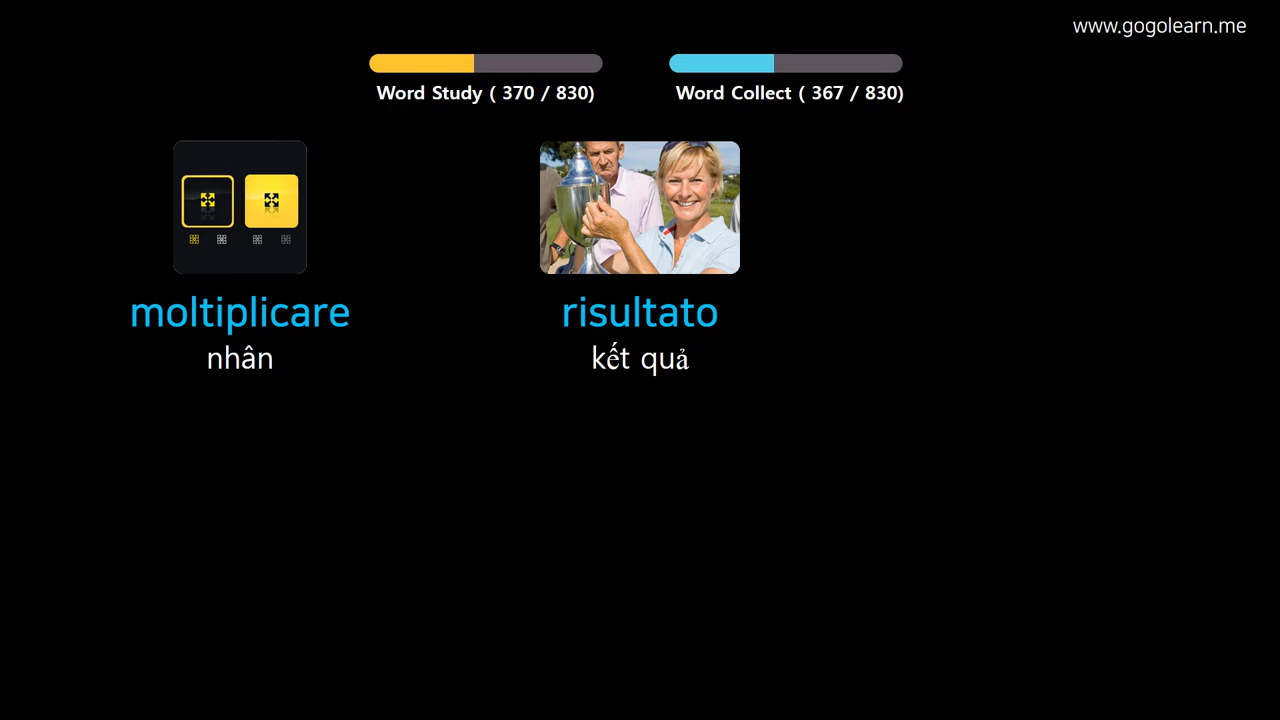 www.gogolearn.me
Word Study ( 370 / 830)
Word Collect ( 367 / 830)
moltiplicare
nhân
risultato
kết quả